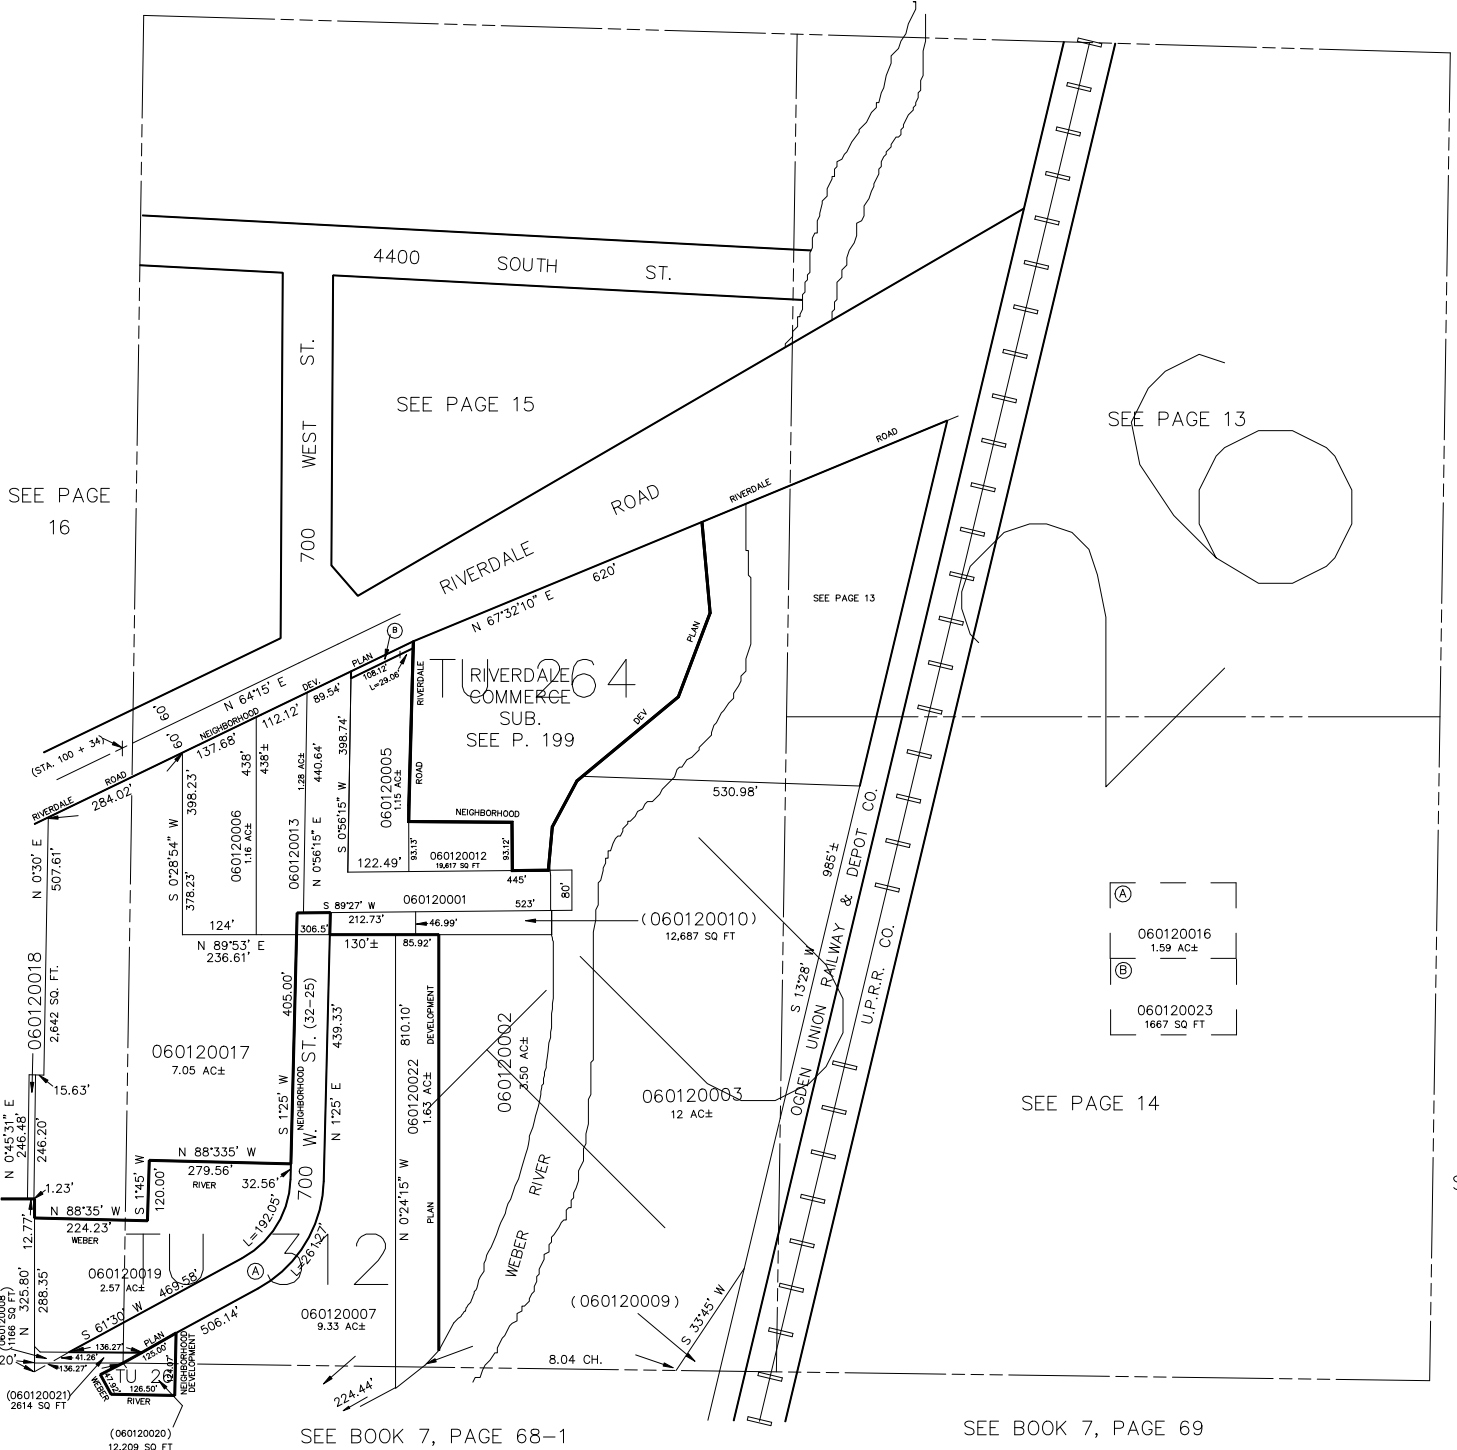 4400 SOUTH ST.
700 WEST ST.
SEE PAGE 15
SEE PAGE 13
SEE PAGE
16
RIVERDALE ROAD
RIVERDALE ROAD
SEE PAGE 13
N 67°32'10" E
620'
B
TU 264
RIVERDALE
COMMERCE
SUB.
SEE P. 199
PLAN
DEV
N 64°15' E
60'
60'
(STA. 100 + 34)
RIVERDALE ROAD
NEIGHBORHOOD DEV. PLAN
284.02'
137.68'
112.12'
89.54'
108.12'
L=29.06'
RIVERDALE ROAD
NEIGHBORHOOD
N 0°30' E
507.61'
S 0°28'54" W
398.23'
378.23'
438'
438'±
060120006
1.16 AC±
060120013
1.28 AC±
440.64'
N 0°56'15" E
398.74'
S 0°56'15" W
060120005
1.15 AC±
122.49'
93.13'
060120012
19,617 SQ FT
93.12'
445'
80'
530.98'
985'±
S 89°27' W
060120001
523'
212.73'
46.99'
(060120010)
12,687 SQ FT
124'
N 89°53' E
236.61'
306.5'
130'±
85.92'
060120018
2,642 SQ. FT.
15.63'
060120017
7.05 AC±
405.00'
S 1°25' W
NEIGHBORHOOD
700 W. ST. (32-25)
439.33'
N 1°25' E
810.10'
060120022
1.63 AC±
N 0°24'15" W
DEVELOPMENT
PLAN
060120002
3.50 AC±
060120003
12 AC±
S 13°28' W
OGDEN UNION RAILWAY & DEPOT CO.
U.P.R.R. CO.
A
060120016
1.59 AC±
B
060120023
1667 SQ FT
SEE PAGE 14
N 0°45'31" E
246.48'
246.20'
1.23'
N 88°35' W
224.23'
WEBER
S 1°45' W
120.00'
N 88°335' W
279.56'
RIVER
32.56'
L=192.05'
L=261.27'
WEBER RIVER
12.77'
N 325.80'
288.35'
TU 312
060120019
2.57 AC±
469.58'
S 61°30' W
A
506.14'
060120007
9.33 AC±
(060120009)
S 33°45' W
8.04 CH.
224.44'
(060120008)
1166 SQ FT
136.27'
41.26'
136.27'
PLAN
125.00'
124.07'
NEIGHBORHOOD
DEVELOPMENT
TU 26
WEBER
47.92'
126.50'
RIVER
(060120021)
2614 SQ FT
(060120020)
12,209 SQ FT
SEE BOOK 7, PAGE 68-1
SEE BOOK 7, PAGE 69